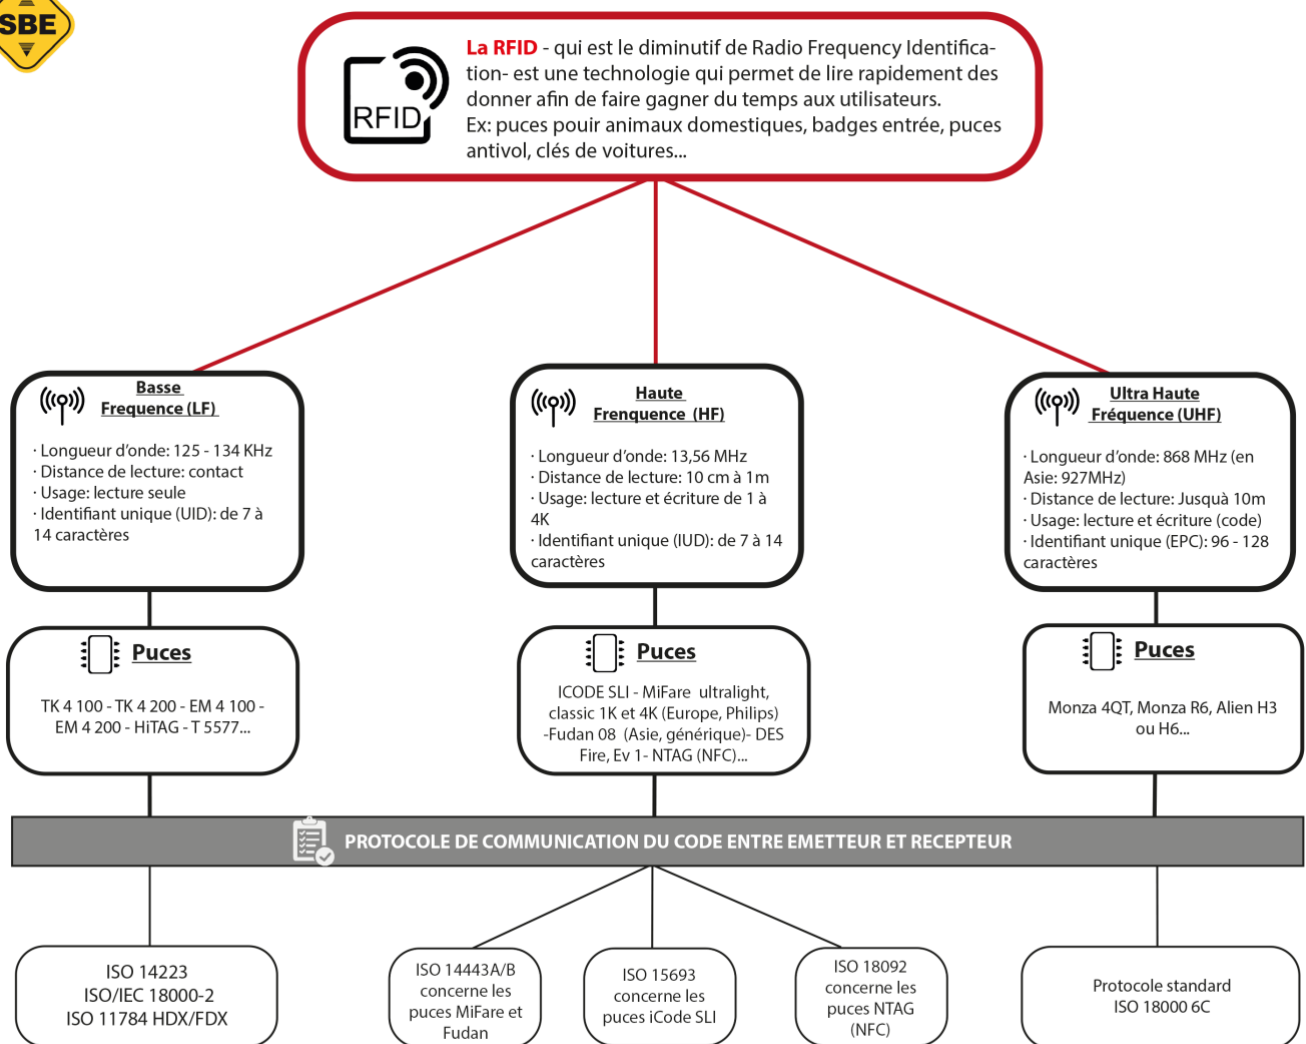 SBE
La RFID - qui est le diminutif de Radio Frequency Identifica-
tion- est une technologie qui permet de lire rapidement des
donner afin de faire gagner du temps aux utilisateurs.
Ex: puces pouir animaux domestiques, badges entrée, puces
antivol, clés de voitures...
RFID
Basse
Frequence (LF)
· Longueur d'onde: 125 - 134 KHz
· Distance de lecture: contact
· Usage: lecture seule
· Identifiant unique (UID): de 7 à
14 caractères
Haute
Frenquence (HF)
· Longueur d'onde: 13,56 MHz
· Distance de lecture: 10 cm à 1m
· Usage: lecture et écriture de 1 à
4K
· Identifiant unique (IUD): de 7 à 14
caractères
Ultra Haute
Fréquence (UHF)
· Longueur d'onde: 868 MHz (en
Asie: 927MHz)
· Distance de lecture: Jusquà 10m
· Usage: lecture et écriture (code)
· Identifiant unique (EPC): 96 - 128
caractères
Puces
TK 4 100 - TK 4 200 - EM 4 100 -
EM 4 200 - HiTAG - T 5577...
Puces
ICODE SLI - MiFare ultralight,
classic 1K et 4K (Europe, Philips)
-Fudan 08 (Asie, générique)- DES
Fire, Ev 1- NTAG (NFC)...
Puces
Monza 4QT, Monza R6, Alien H3
ou H6...
PROTOCOLE DE COMMUNICATION DU CODE ENTRE EMETTEUR ET RECEPTEUR
ISO 14223
ISO/IEC 18000-2
ISO 11784 HDX/FDX
ISO 14443A/B
concerne les
puces MiFare et
Fudan
ISO 15693
concerne les
puces iCode SLI
ISO 18092
concerne les
puces NTAG
(NFC)
Protocole standard
ISO 18000 6C